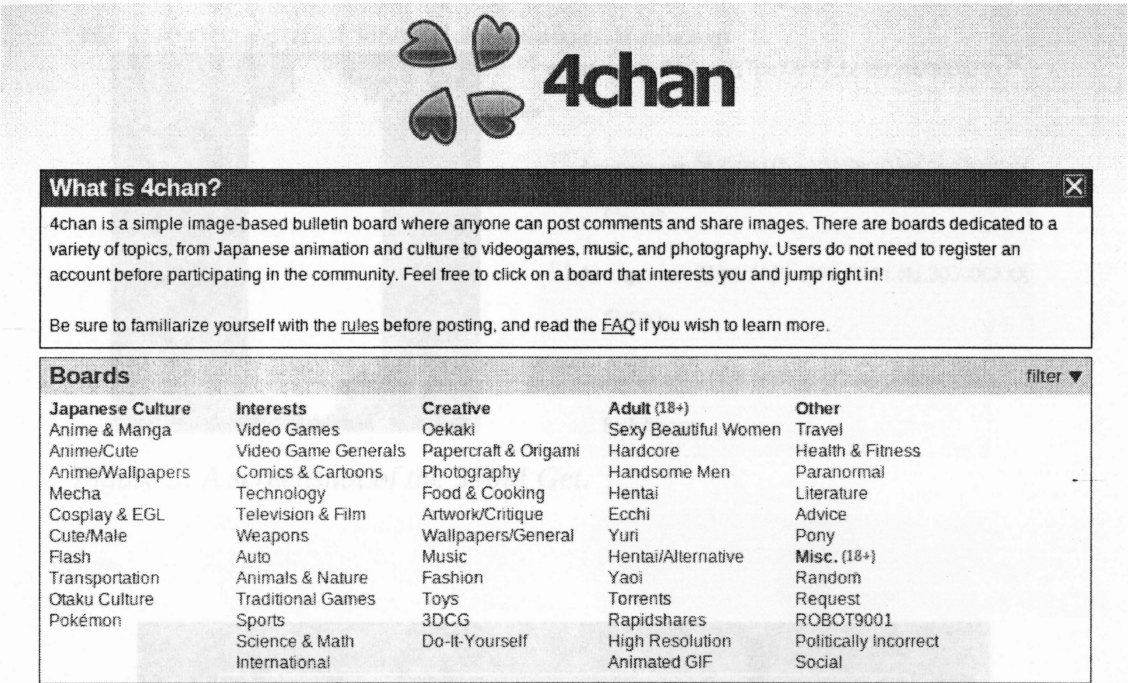 4chan
What is 4chan?
4chan is a simple image-based bulletin board where anyone can post comments and share images. There are boards dedicated to a
variety of topics, from Japanese animation and culture to videogames, music, and photography. Users do not need to register an
account before participating in the community. Feel free to click on a board that interests you and jump right in!
Be sure to familiarize yourself with the rules before posting, and read the FAQ if you wish to learn more.
Boards
filter ▼
Japanese Culture
Anime & Manga
Anime/Cute
Anime/Wallpapers
Mecha
Cosplay & EGL
Cute/Male
Flash
Transportation
Otaku Culture
Pokémon
Interests
Video Games
Video Game Generals
Comics & Cartoons
Technology
Television & Film
Weapons
Auto
Animals & Nature
Traditional Games
Sports
Science & Math
International
Creative
Oekaki
Papercraft & Origami
Photography
Food & Cooking
Artwork/Critique
Wallpapers/General
Music
Fashion
Toys
3DCG
Do-It-Yourself
Adult (18+)
Sexy Beautiful Women
Hardcore
Handsome Men
Hentai
Ecchi
Yuri
Hentai/Alternative
Yaoi
Torrents
Rapidshares
High Resolution
Animated GIF
Other
Travel
Health & Fitness
Paranormal
Literature
Advice
Pony
Misc. (18+)
Random
Request
ROBOT9001
Politically Incorrect
Social